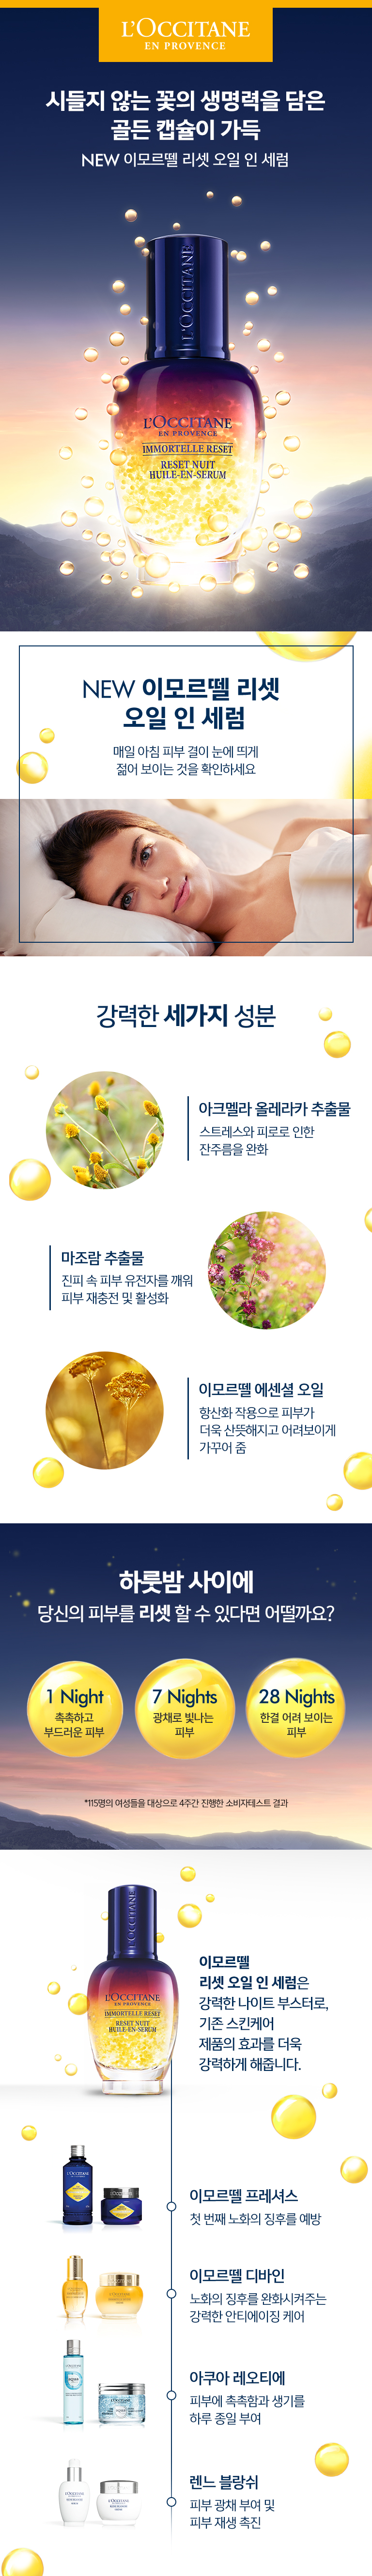 L'OCCITANE
EN PROVENCE
시들지 않는 꽃의 생명력을 담은
골든 캡슐이 가득
NEW 이모르뗄 리셋 오일 인 세럼
L'OCCITANE
L'OCCITANE
EN PROVENCE
IMMORTELLE RESET
RESET NUIT
HUILE-EN-SERUM
NEW 이모르뗄 리셋
오일 인 세럼
매일 아침 피부 결이 눈에 띄게
젊어 보이는 것을 확인하세요
강력한 세가지 성분
아크멜라 올레라카 추출물
스트레스와 피로로 인한
잔주름을 완화
마조람 추출물
진피 속 피부 유전자를 깨워
피부 재충전 및 활성화
이모르뗄 에센셜 오일
항산화 작용으로 피부가
더욱 산뜻해지고 어려보이게
가꾸어 줌
하룻밤 사이에
당신의 피부를 리셋 할 수 있다면 어떨까요?
1 Night
촉촉하고
부드러운 피부
7 Nights
광채로 빛나는
피부
28 Nights
한결 어려 보이는
피부
*115명의 여성들을 대상으로 4주간 진행한 소비자테스트 결과
L'OCCITANE
L'OCCITANE
EN PROVENCE
IMMORTELLE RESET
RESET NUIT
HUILE-EN-SERUM
이모르뗄
리셋 오일 인 세럼은
강력한 나이트 부스터로,
기존 스킨케어
제품의 효과를 더욱
강력하게 해줍니다.
이모르뗄 프레셔스
첫 번째 노화의 징후를 예방
이모르뗄 디바인
노화의 징후를 완화시켜주는
강력한 안티에이징 케어
아쿠아 레오티에
피부에 촉촉함과 생기를
하루 종일 부여
렌느 블랑쉬
피부 광채 부여 및
피부 재생 촉진